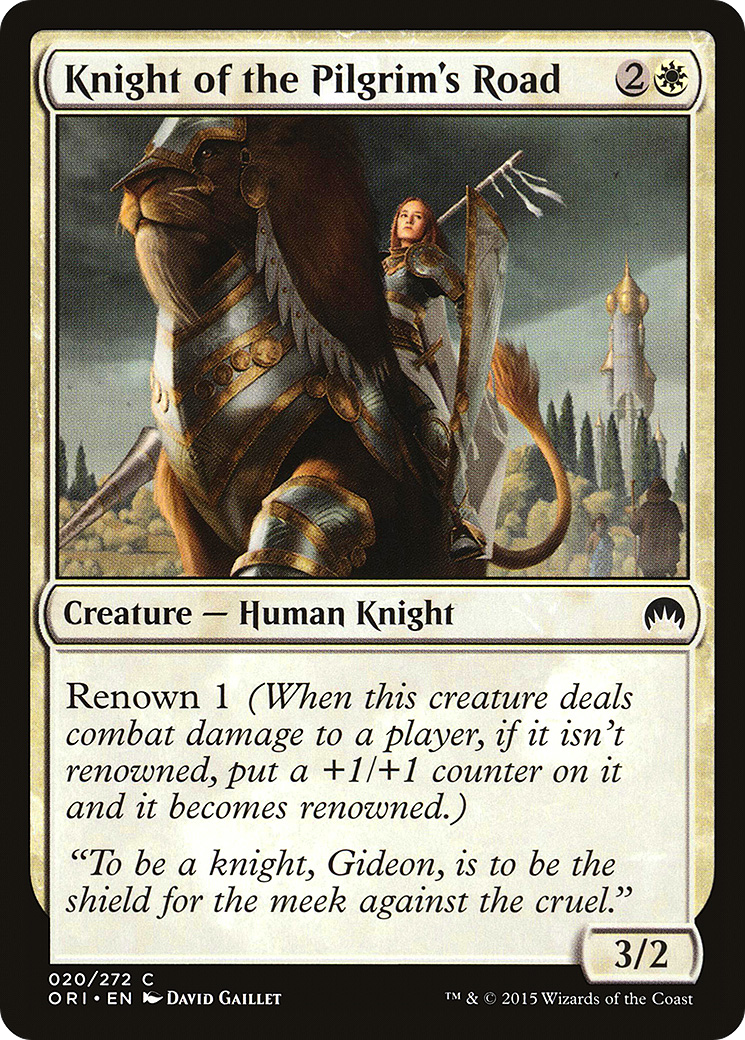 Knight of the Pilgrim's Road 2
Creature — Human Knight
Renown 1 (When this creature deals
combat damage to a player, if it isn't
renowned, put a +1/+1 counter on it
and it becomes renowned.)
“To be a knight, Gideon, is to be the
shield for the meek against the cruel.”
3/2
020/272 C
ORI • EN DAVID GAILLET
™ & © 2015 Wizards of the Coast